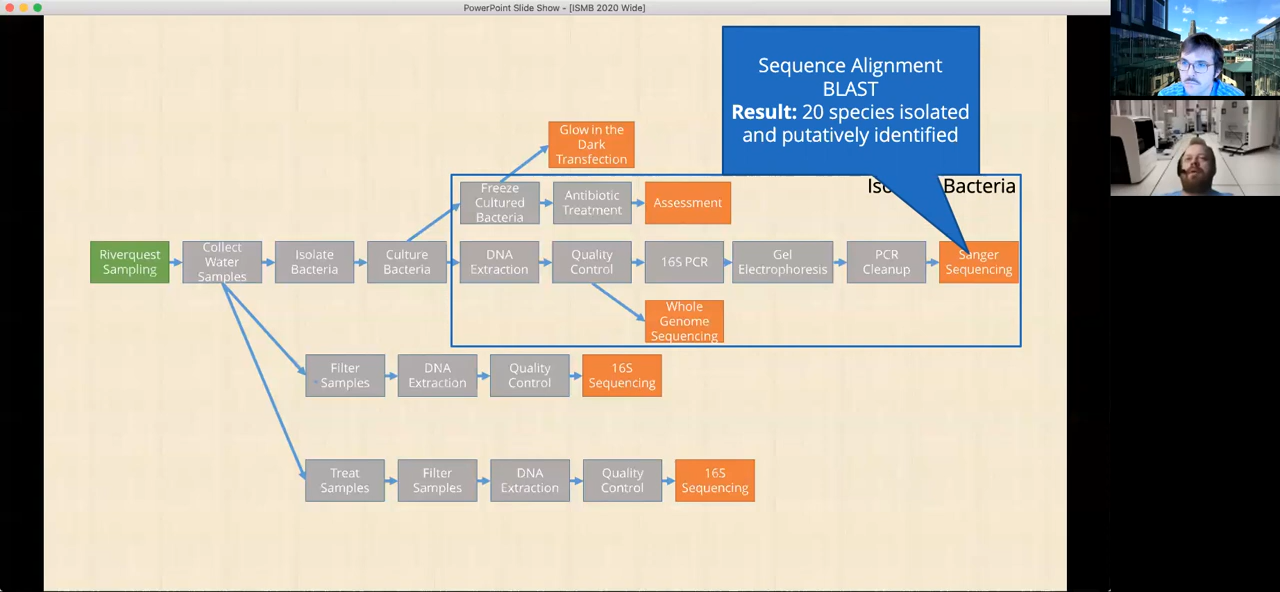 PowerPoint Slide Show - [ISMB 2020 Wide]
Sequence Alignment
BLAST
Result: 20 species isolated
and putatively identified
Glow in the
Dark
Transfection
Bacteria
Freeze
Cultured
Bacteria
Antibiotic
Treatment
Assessment
Riverquest
Sampling
Collect
Water
Samples
Isolate
Bacteria
Culture
Bacteria
DNA
Extraction
Quality
Control
16S PCR
Gel
Electrophoresis
PCR
Cleanup
Sanger
Sequencing
Whole
Genome
Sequencing
Filter
Samples
DNA
Extraction
Quality
Control
16S
Sequencing
Treat
Samples
Filter
Samples
DNA
Extraction
Quality
Control
16S
Sequencing